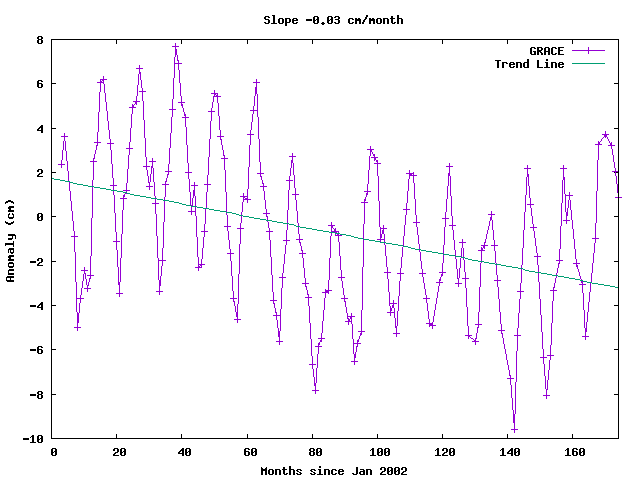 Slope -0.03 cm/month
GRACE
Trend Line
8
6
4
2
0
-2
-4
-6
-8
-10
Anomaly (cm)
0 20 40 60 80 100 120 140 160
Months since Jan 2002